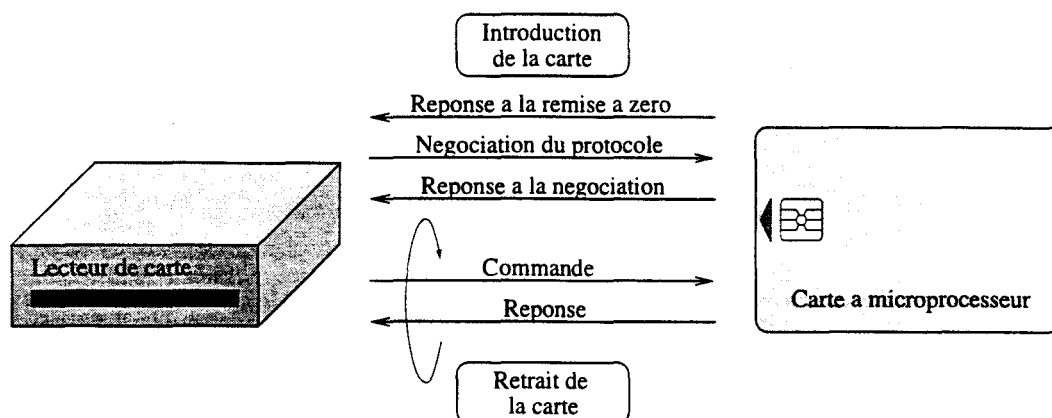 Introduction
de la carte
Reponse a la remise a zero
Negociation du protocole
Reponse a la negociation
Lecteur de carte
Commande
Reponse
Carte a microprocesseur
Retrait de
la carte